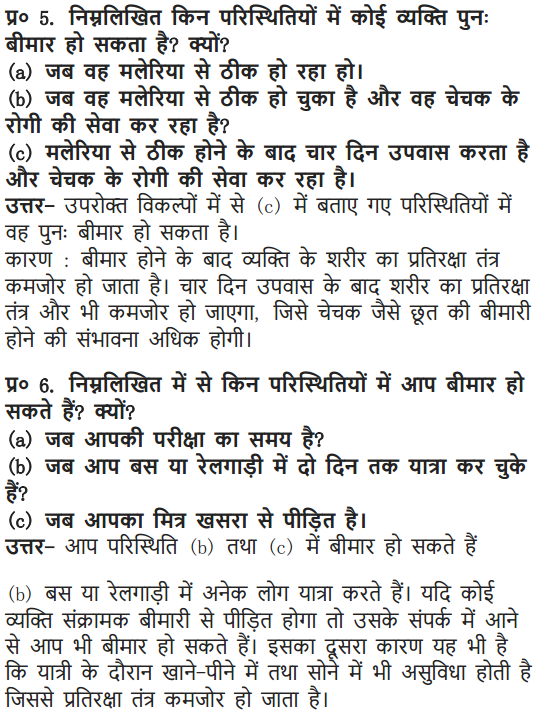 प्र० 5. निम्नलिखित किन परिस्थितियों में कोई व्यक्ति पुनः
बीमार हो सकता है? क्यों?
(a) जब वह मलेरिया से ठीक हो रहा हो।
(b) जब वह मलेरिया से ठीक हो चुका है और वह चेचक के
रोगी की सेवा कर रहा है?
(c) मलेरिया से ठीक होने के बाद चार दिन उपवास करता है
और चेचक के रोगी की सेवा कर रहा है।
उत्तर- उपरोक्त विकल्पों में से (c) में बताए गए परिस्थितियों में
वह पुनः बीमार हो सकता है।
कारण : बीमार होने के बाद व्यक्ति के शरीर का प्रतिरक्षा तंत्र
कमजोर हो जाता है। चार दिन उपवास के बाद शरीर का प्रतिरक्षा
तंत्र और भी कमजोर हो जाएगा, जिसे चेचक जैसे छूत की बीमारी
होने की संभावना अधिक होगी।
प्र० 6. निम्नलिखित में से किन परिस्थितियों में आप बीमार हो
सकते हैं? क्यों?
(a) जब आपकी परीक्षा का समय है?
(b) जब आप बस या रेलगाड़ी में दो दिन तक यात्रा कर चुके
हैं?
(c) जब आपका मित्र खसरा से पीड़ित है।
उत्तर- आप परिस्थिति (b) तथा (c) में बीमार हो सकते हैं
(b) बस या रेलगाड़ी में अनेक लोग यात्रा करते हैं। यदि कोई
व्यक्ति संक्रामक बीमारी से पीड़ित होगा तो उसके संपर्क में आने
से आप भी बीमार हो सकते हैं। इसका दूसरा कारण यह भी है
कि यात्री के दौरान खाने-पीने में तथा सोने में भी असुविधा होती है
जिससे प्रतिरक्षा तंत्र कमजोर हो जाता है।